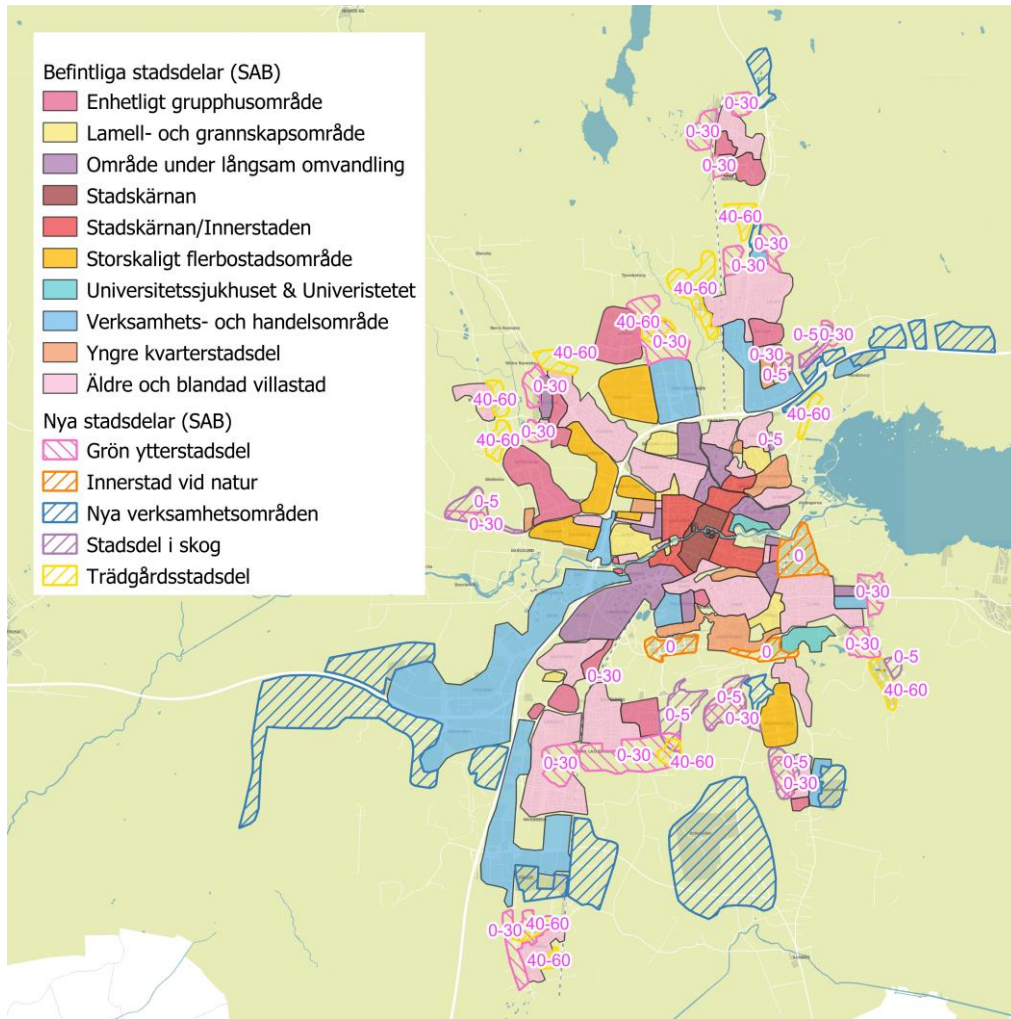 Befintliga stadsdelar (SAB)
Enhetligt grupphusområde
Lamell- och grannskapsområde
Område under långsam omvandling
Stadskärnan
Stadskärnan/Innerstaden
Storskaligt flerbostadsområde
Universitetssjukhuset & Univeristetet
Verksamhets- och handelsområde
Yngre kvarterstadsdel
Äldre och blandad villastad
Nya stadsdelar (SAB)
Grön ytterstadsdel
Innerstad vid natur
Nya verksamhetsområden
Stadsdel i skog
Trädgårdsstadsdel
0-30
0-30
0-30
40-60
0-30
0-30
40-60
40-60
0-30
0-5
0-30
0-30
0-5
40-60
0-30
40-60
40-60
0-30
40-60
0-5
0-5
0-30
0
0-30
0
0
0-30
0-5
40-60
0-30
0-5
0-5
0-30
0-30
0-30
40-60
0-5
0-30
40-60
0-30
40-60